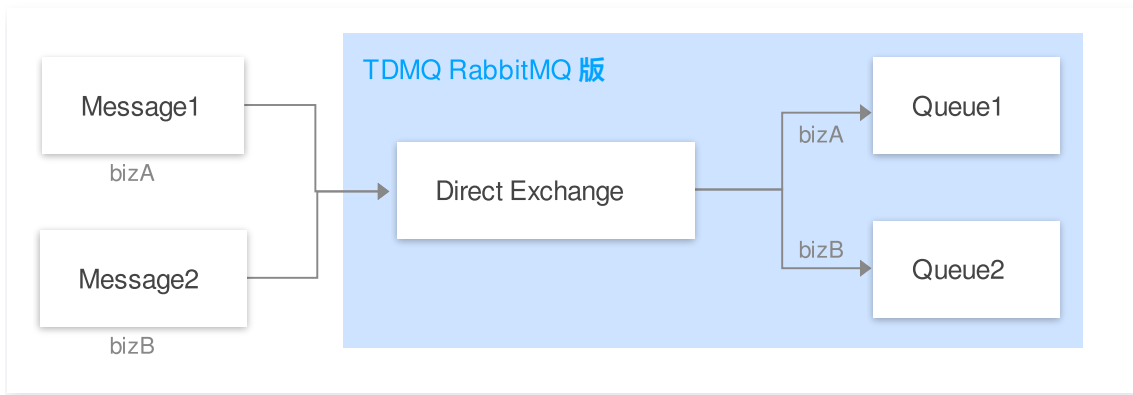 TDMQ RabbitMQ 版
Message1
bizA
Message2
bizB
Direct Exchange
bizA
Queue1
bizB
Queue2